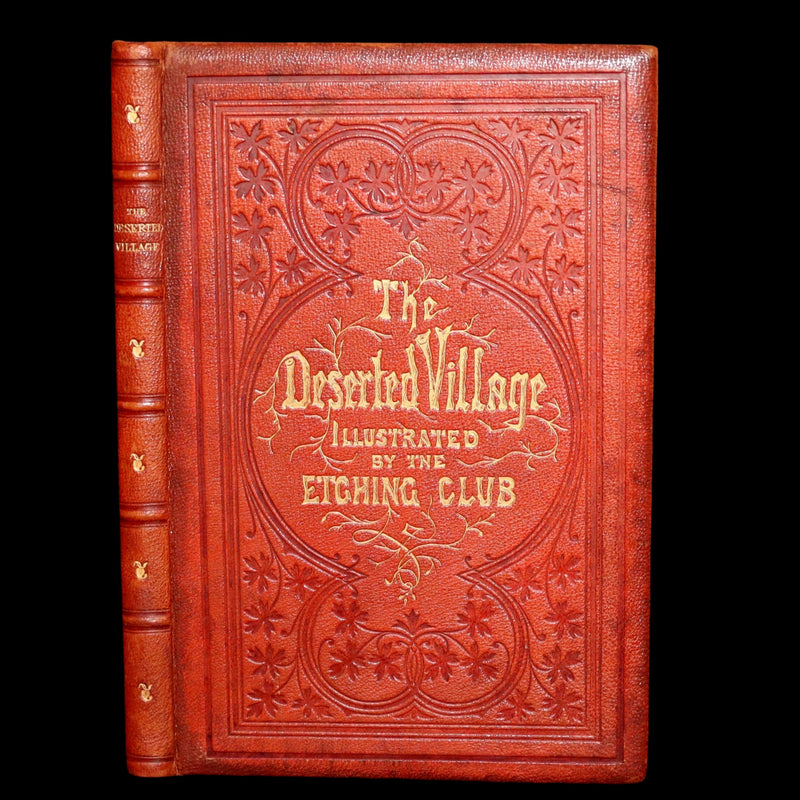 THE
DESERTED
VILLAGE
The
Deserted Village
ILLUSTRATED
BY THE
ETCHING CLUB